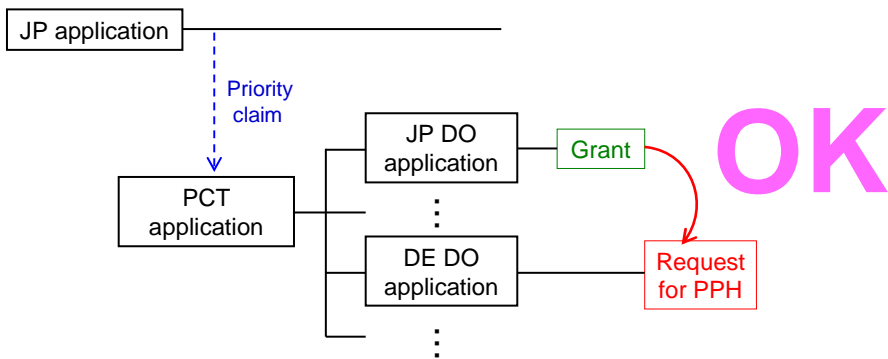 JP application
Priority
claim
OK
JP DO
application
Grant
PCT
application
⋮
DE DO
application
Request
for PPH
⋮